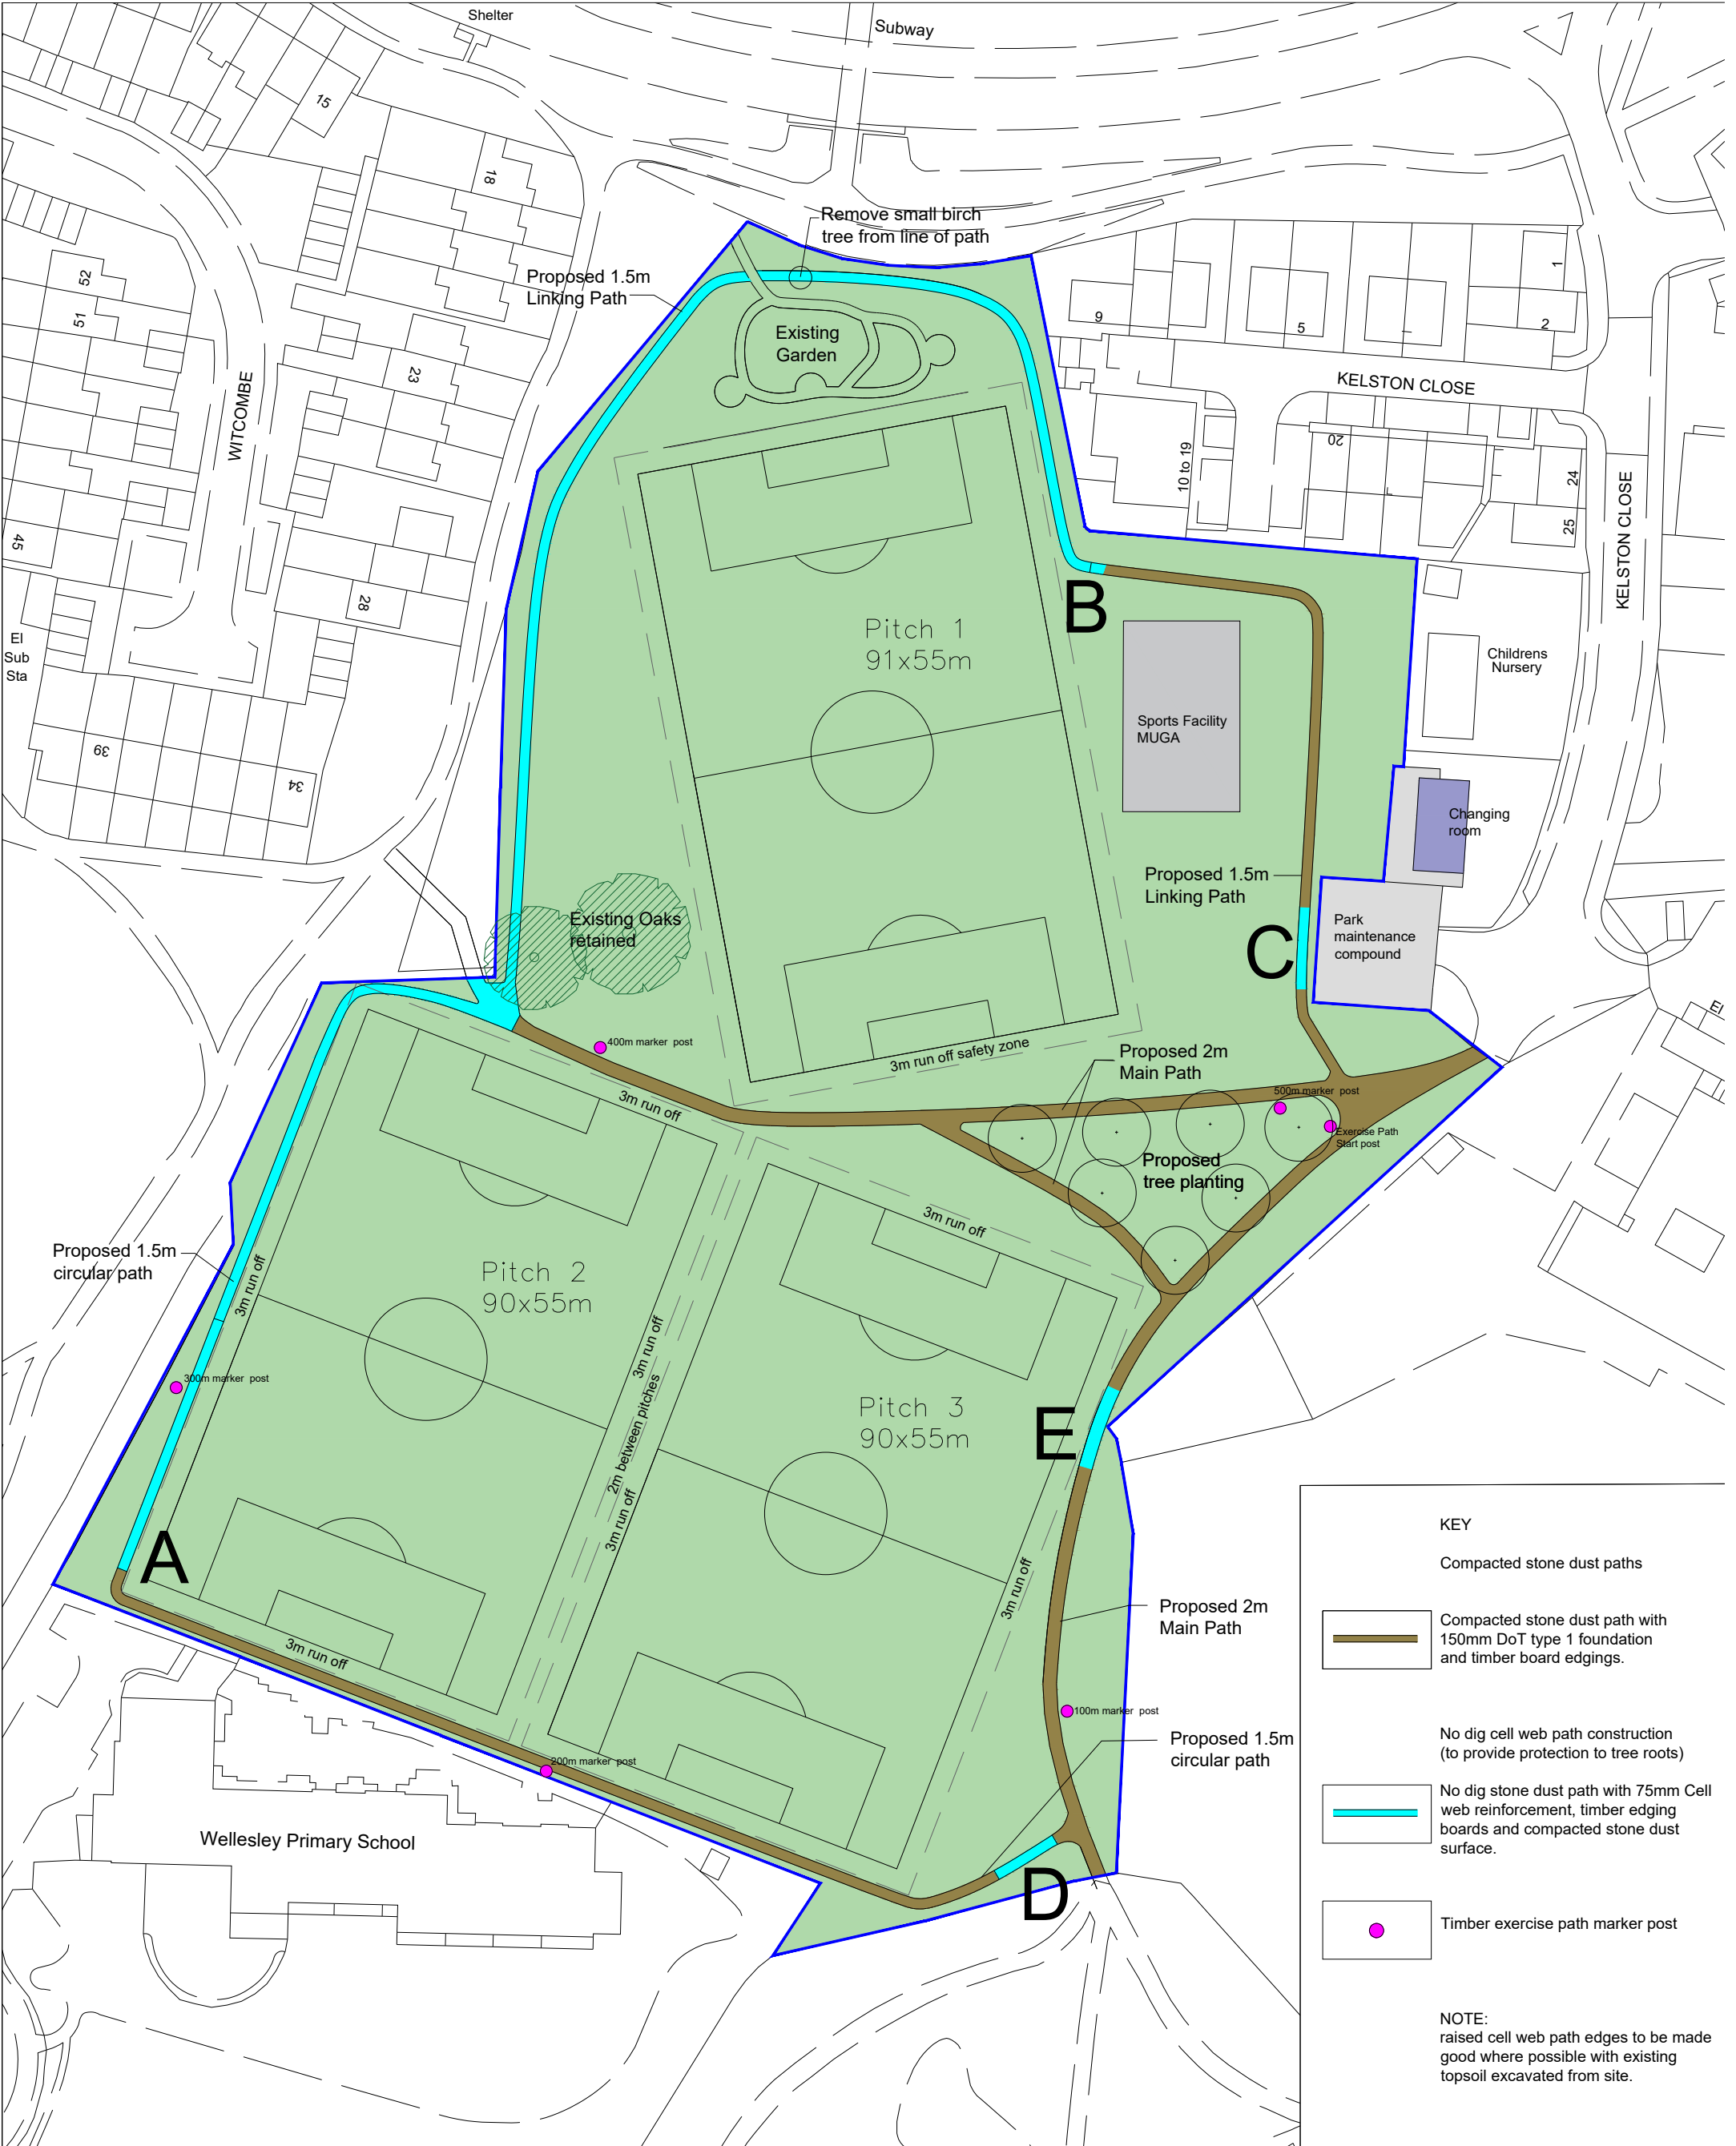 Shelter
Subway
15
18
Remove small birch
tree from line of path
Proposed 1.5m
Linking Path
52
51
1
9
5
2
Existing
Garden
23
WITCOMBE
KELSTON CLOSE
20
10 to 19
24
25
KELSTON CLOSE
45
28
El
Sub
Sta
Pitch 1
91x55m
B
Childrens
Nursery
39
34
Sports Facility
MUGA
Changing
room
Proposed 1.5m
Linking Path
Existing Oaks
retained
Park
maintenance
compound
C
El
400m marker post
3m run off safety zone
Proposed 2m
Main Path
3m run off
500m marker post
Exercise Path
Start post
Proposed
tree planting
3m run off
Proposed 1.5m
circular path
3m run off
Pitch 2
90x55m
3m run off
2m between pitches
3m run off
300m marker post
Pitch 3
90x55m
E
A
3m run off
Proposed 2m
Main Path
3m run off
100m marker post
Proposed 1.5m
circular path
200m marker post
Wellesley Primary School
D
KEY
Compacted stone dust paths
Compacted stone dust path with
150mm DoT type 1 foundation
and timber board edgings.
No dig cell web path construction
(to provide protection to tree roots)
No dig stone dust path with 75mm Cell
web reinforcement, timber edging
boards and compacted stone dust
surface.
Timber exercise path marker post
NOTE:
raised cell web path edges to be made
good where possible with existing
topsoil excavated from site.